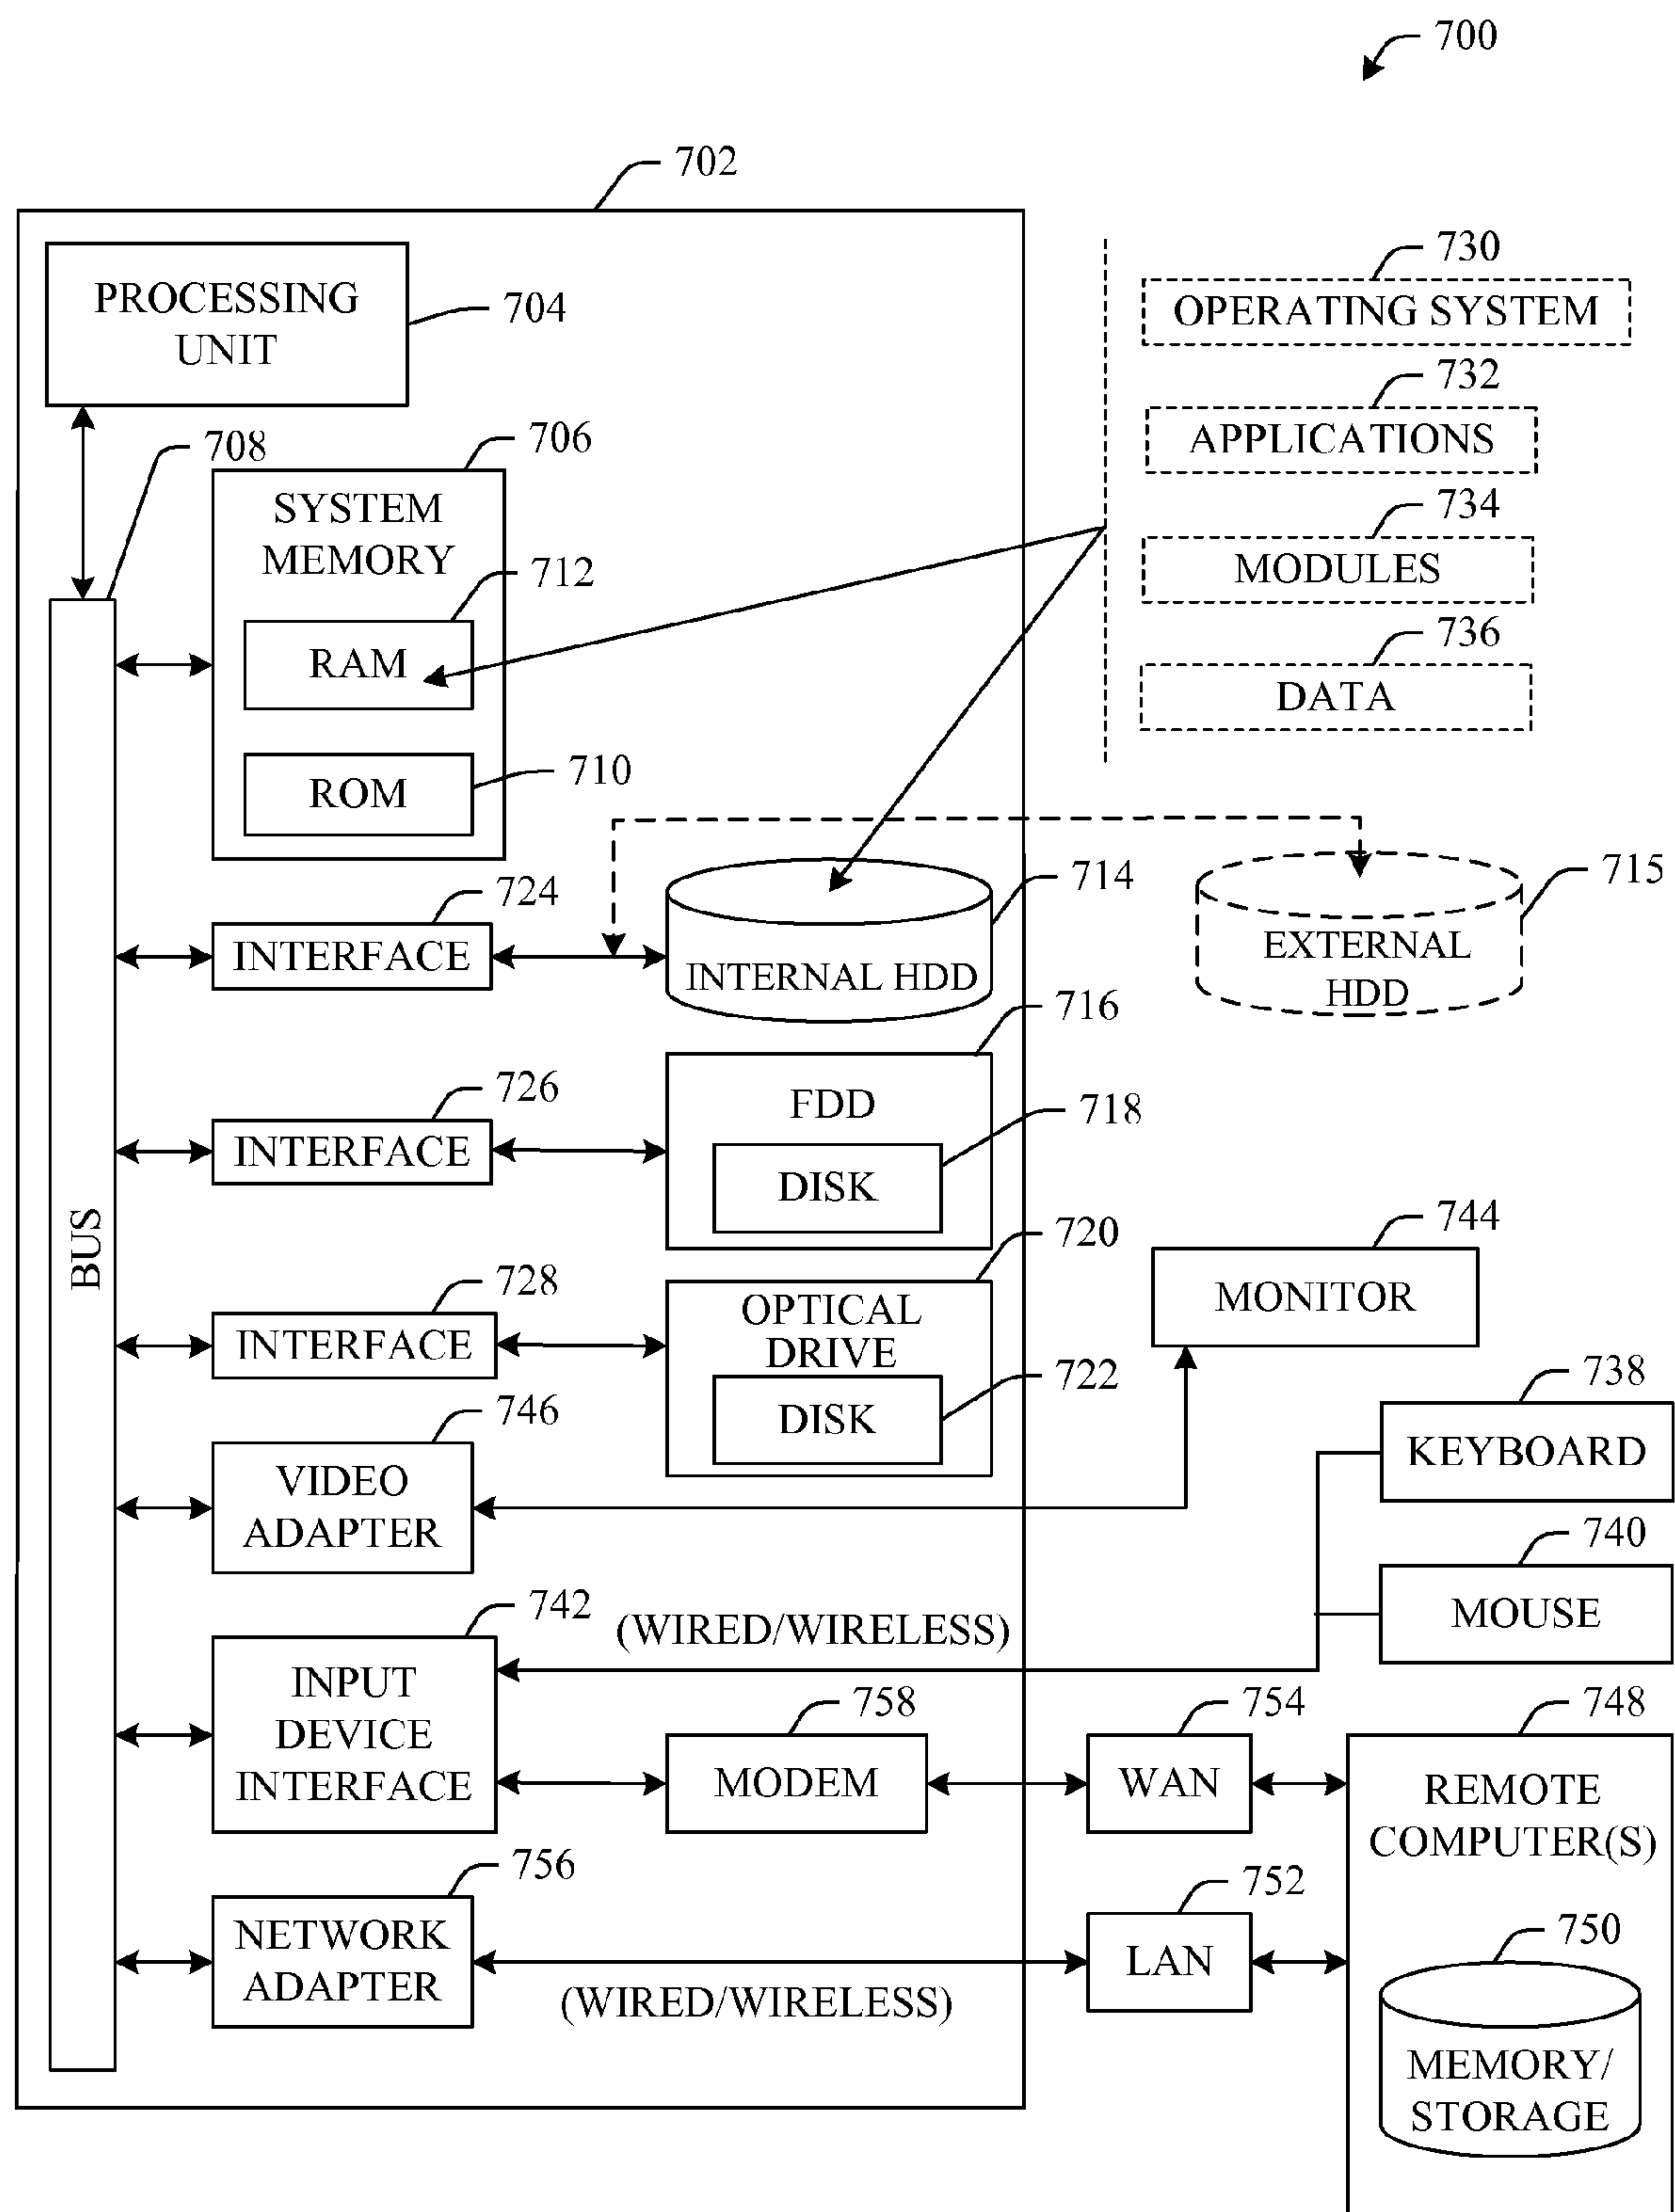 700
702
PROCESSING
UNIT
704
730
OPERATING SYSTEM
732
APPLICATIONS
734
MODULES
736
DATA
708
706
SYSTEM
MEMORY
712
RAM
710
ROM
724
INTERFACE
714
INTERNAL HDD
715
EXTERNAL
HDD
716
726
INTERFACE
FDD
718
DISK
BUS
720
728
INTERFACE
OPTICAL
DRIVE
722
DISK
744
MONITOR
738
KEYBOARD
746
VIDEO
ADAPTER
740
MOUSE
742
(WIRED/WIRELESS)
INPUT
DEVICE
INTERFACE
758
MODEM
754
WAN
748
REMOTE
COMPUTER(S)
756
NETWORK
ADAPTER
(WIRED/WIRELESS)
752
LAN
750
MEMORY/
STORAGE